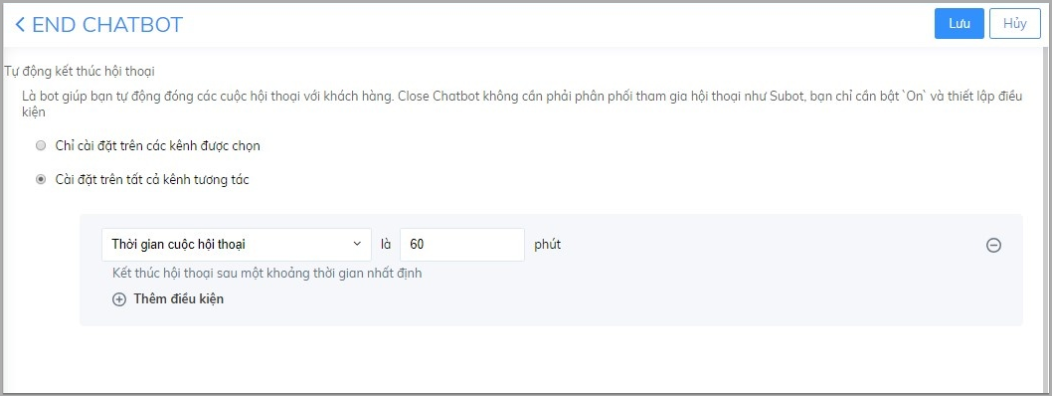 END CHATBOT
Lưu
Hủy
Tự động kết thúc hội thoại
Là bot giúp bạn tự động đóng các cuộc hội thoại với khách hàng. Close Chatbot không cần phải phân phối tham gia hội thoại như Subot, bạn chỉ cần bật `On` và thiết lập điều
kiện
Chỉ cài đặt trên các kênh được chọn
Cài đặt trên tất cả kênh tương tác
Thời gian cuộc hội thoại là 60 phút
Kết thúc hội thoại sau một khoảng thời gian nhất định
Thêm điều kiện